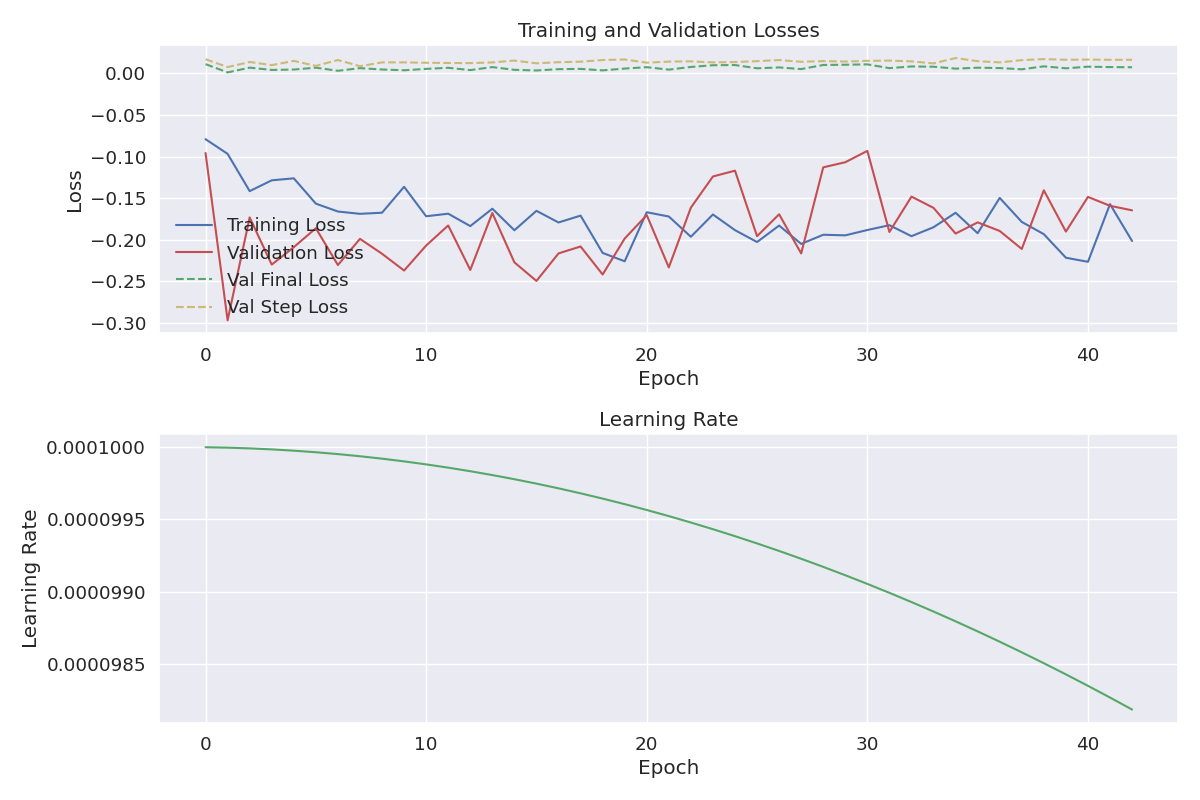 Training and Validation Losses
0.00
−0.05
−0.10
−0.15
−0.20
−0.25
−0.30
Loss
Training Loss
Validation Loss
Val Final Loss
Val Step Loss
0 10 20 30 40
Epoch
Learning Rate
0.0001000
0.0000995
0.0000990
0.0000985
Learning Rate
0 10 20 30 40
Epoch